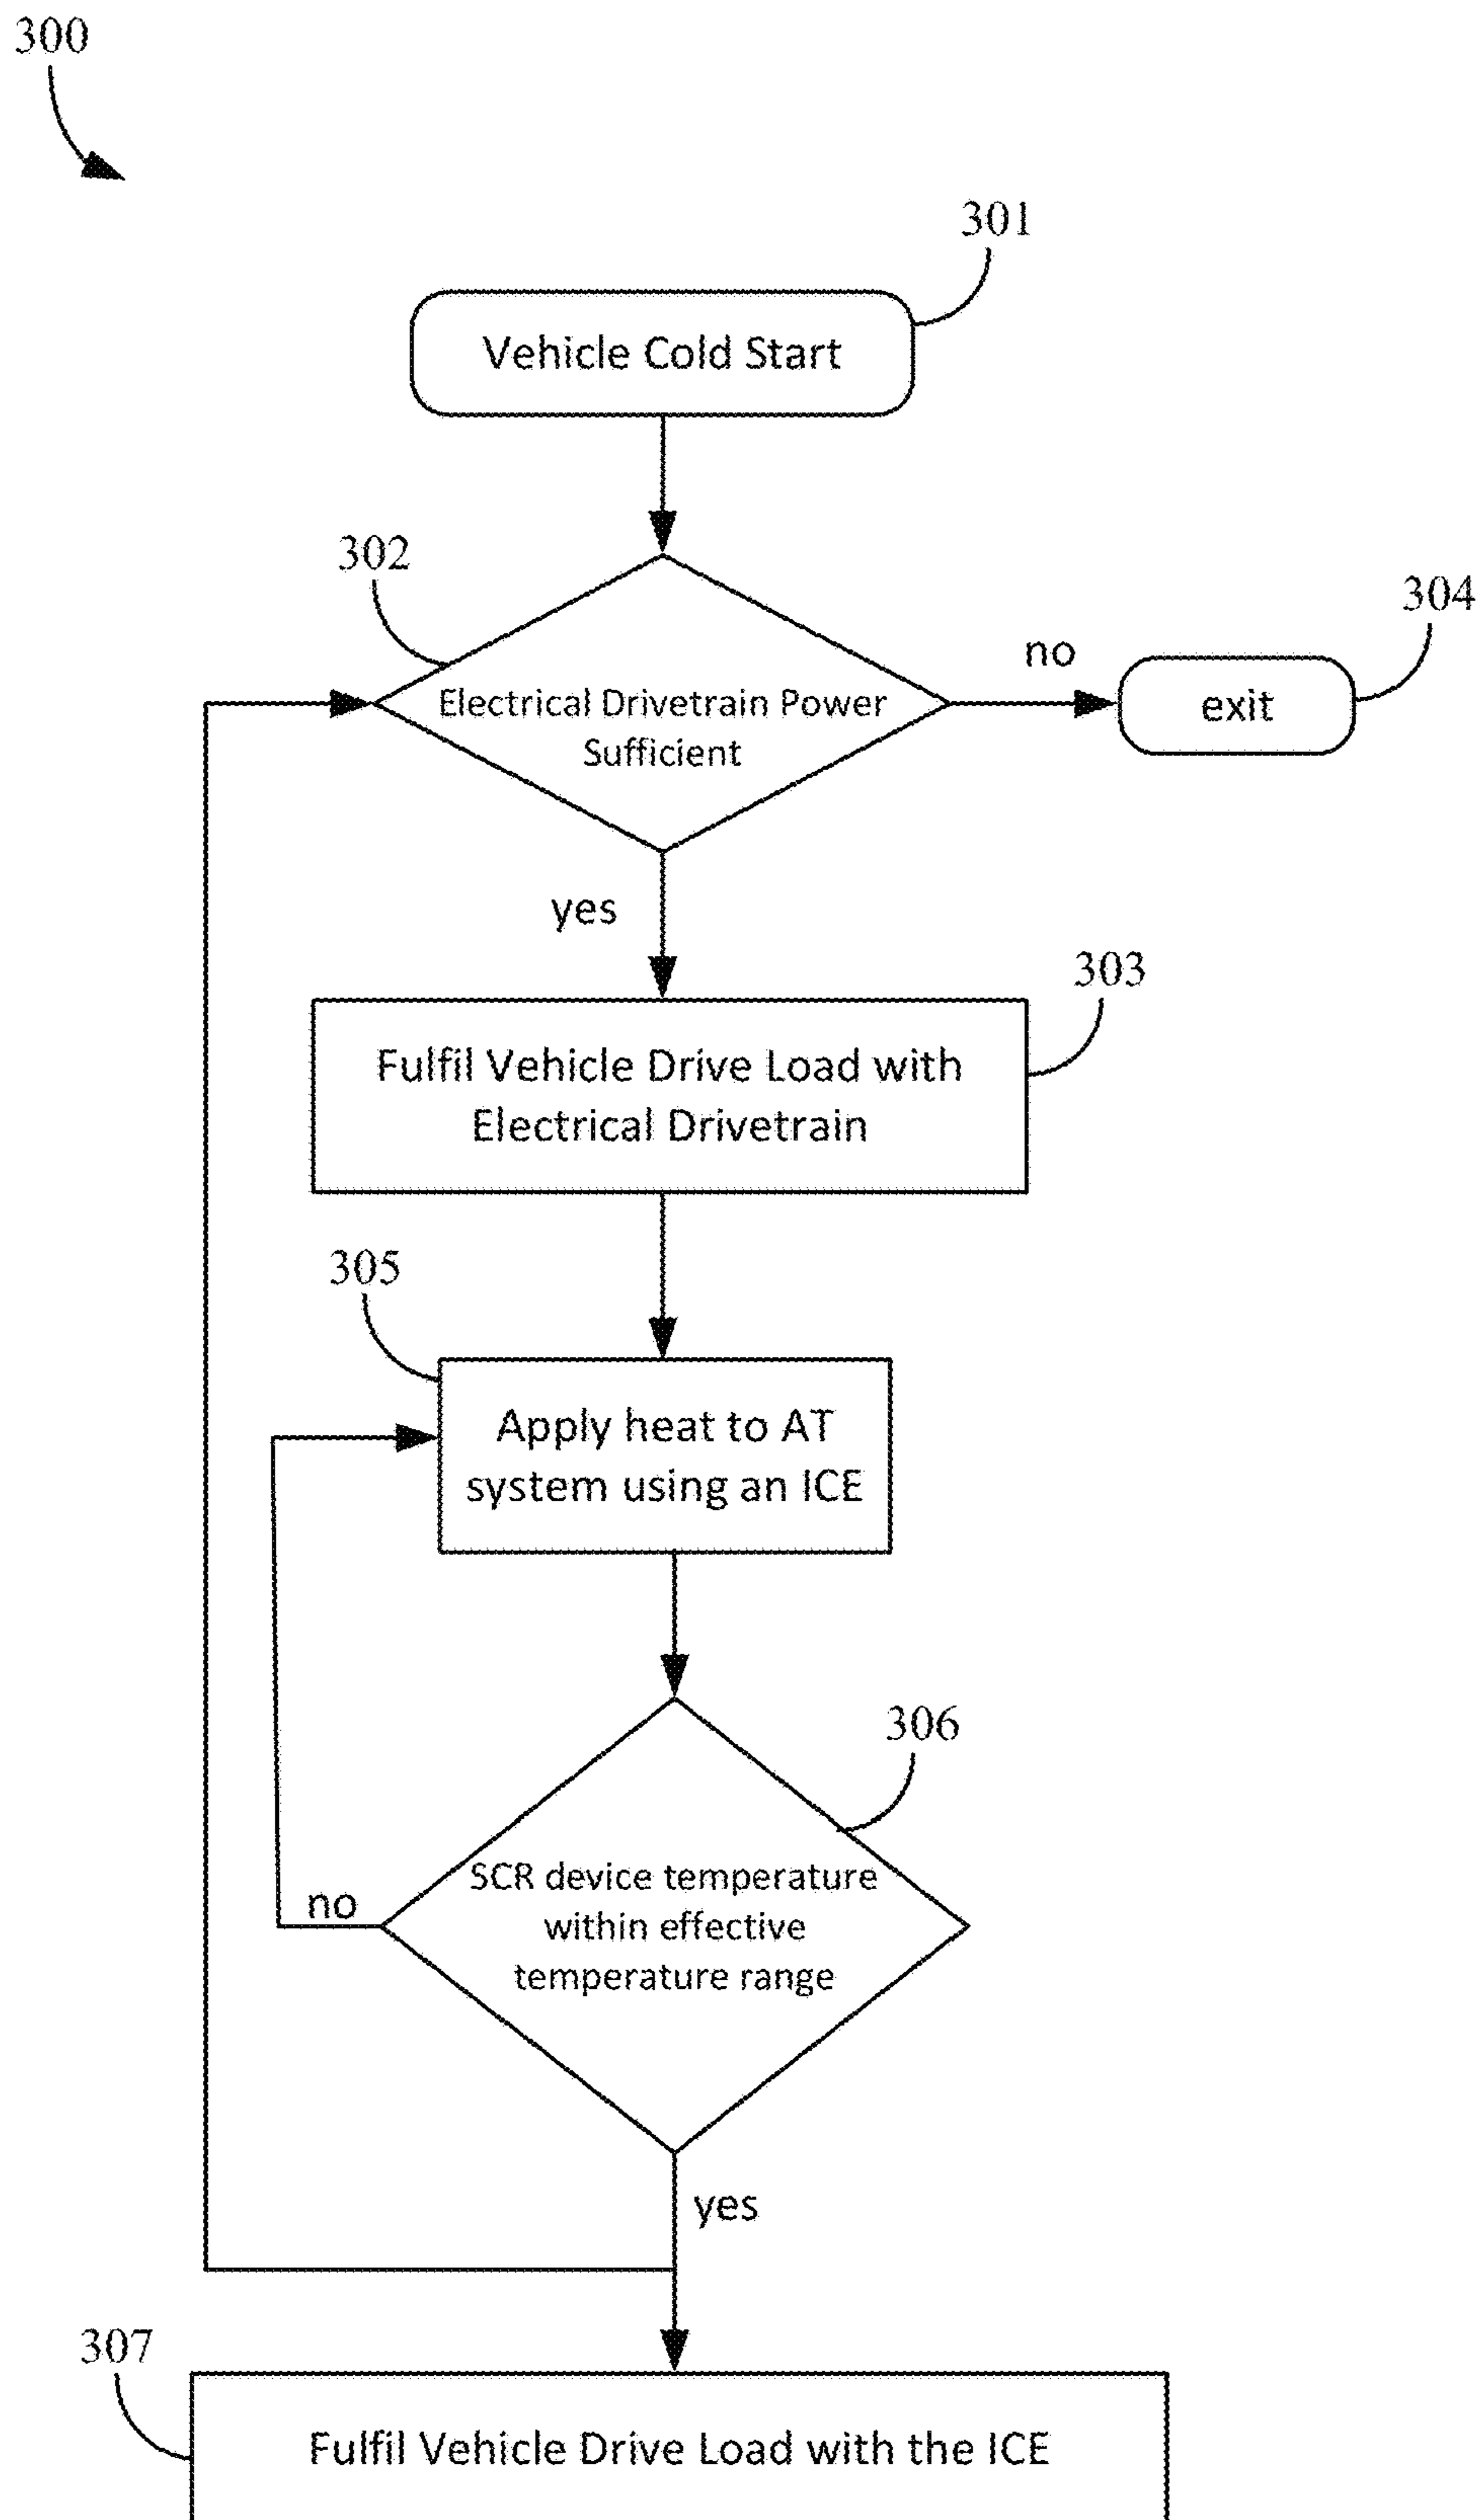 300
301
Vehicle Cold Start
302
304
no
exit
Electrical Drivetrain Power
Sufficient
yes
303
Fulfil Vehicle Drive Load with
Electrical Drivetrain
305
Apply heat to AT
system using an ICE
306
SCR device temperature
within effective
temperature range
no
yes
307
Fulfil Vehicle Drive Load with the ICE